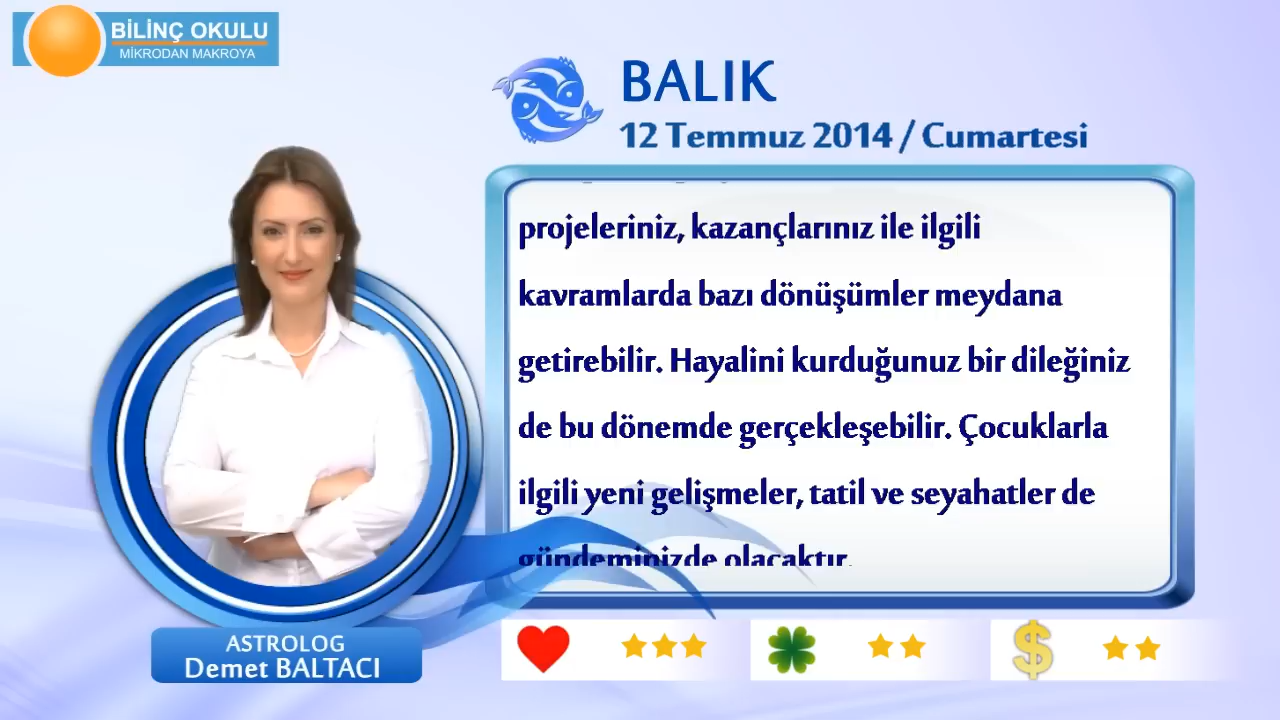 BİLİNÇ OKULU
MİKRODAN MAKROYA
BALIK
12 Temmuz 2014 / Cumartesi
projeleriniz, kazançlarınız ile ilgili
kavramlarda bazı dönüşümler meydana
getirebilir. Hayalini kurduğunuz bir dileğiniz
de bu dönemde gerçekleşebilir. Çocuklarla
ilgili yeni gelişmeler, tatil ve seyahatler de
gündeminizde olacaktır.
ASTROLOG
Demet BALTACI